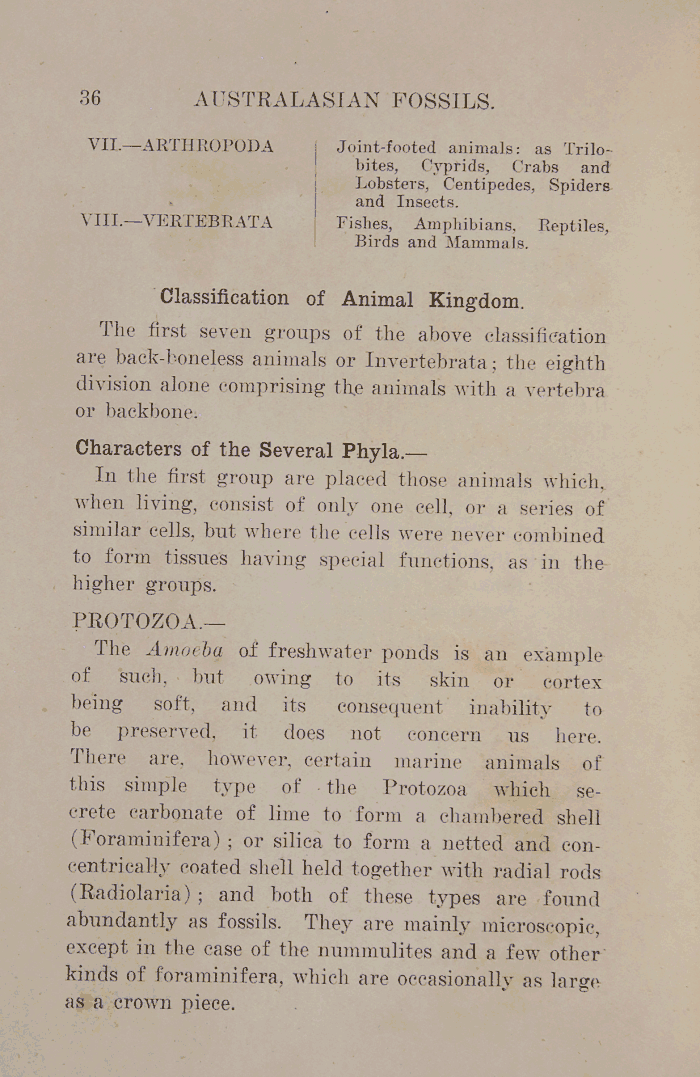 36 AUSTRALASIAN FOSSILS.
VII.—ARTHROPODA Joint-footed animals: as Trilo-
bites, Cyprids, Crabs and
Lobsters, Centipedes, Spiders
and Insects.
VIII.—VERTEBRATA Fishes, Amphibians, Reptiles,
Birds and Mammals.
Classification of Animal Kingdom.
The first seven groups of the above classification
are back-boneless animals or Invertebrata; the eighth
division alone comprising the animals with a vertebra
or backbone.
Characters of the Several Phyla.—
In the first group are placed those animals which,
when living, consist of only one cell, or a series of
similar cells, but where the cells were never combined
to form tissues having special functions, as in the
higher groups.
PROTOZOA.—
The Amoeba of freshwater ponds is an example
of such, but owing to its skin or cortex
being soft, and its consequent inability to
be preserved, it does not concern us here.
There are, however, certain marine animals of
this simple type of the Protozoa which se-
crete carbonate of lime to form a chambered shell
(Foraminifera); or silica to form a netted and con-
centrically coated shell held together with radial rods
(Radiolaria); and both of these types are found
abundantly as fossils. They are mainly microscopic,
except in the case of the nummulites and a few other
kinds of foraminifera, which are occasionally as large
as a crown piece.